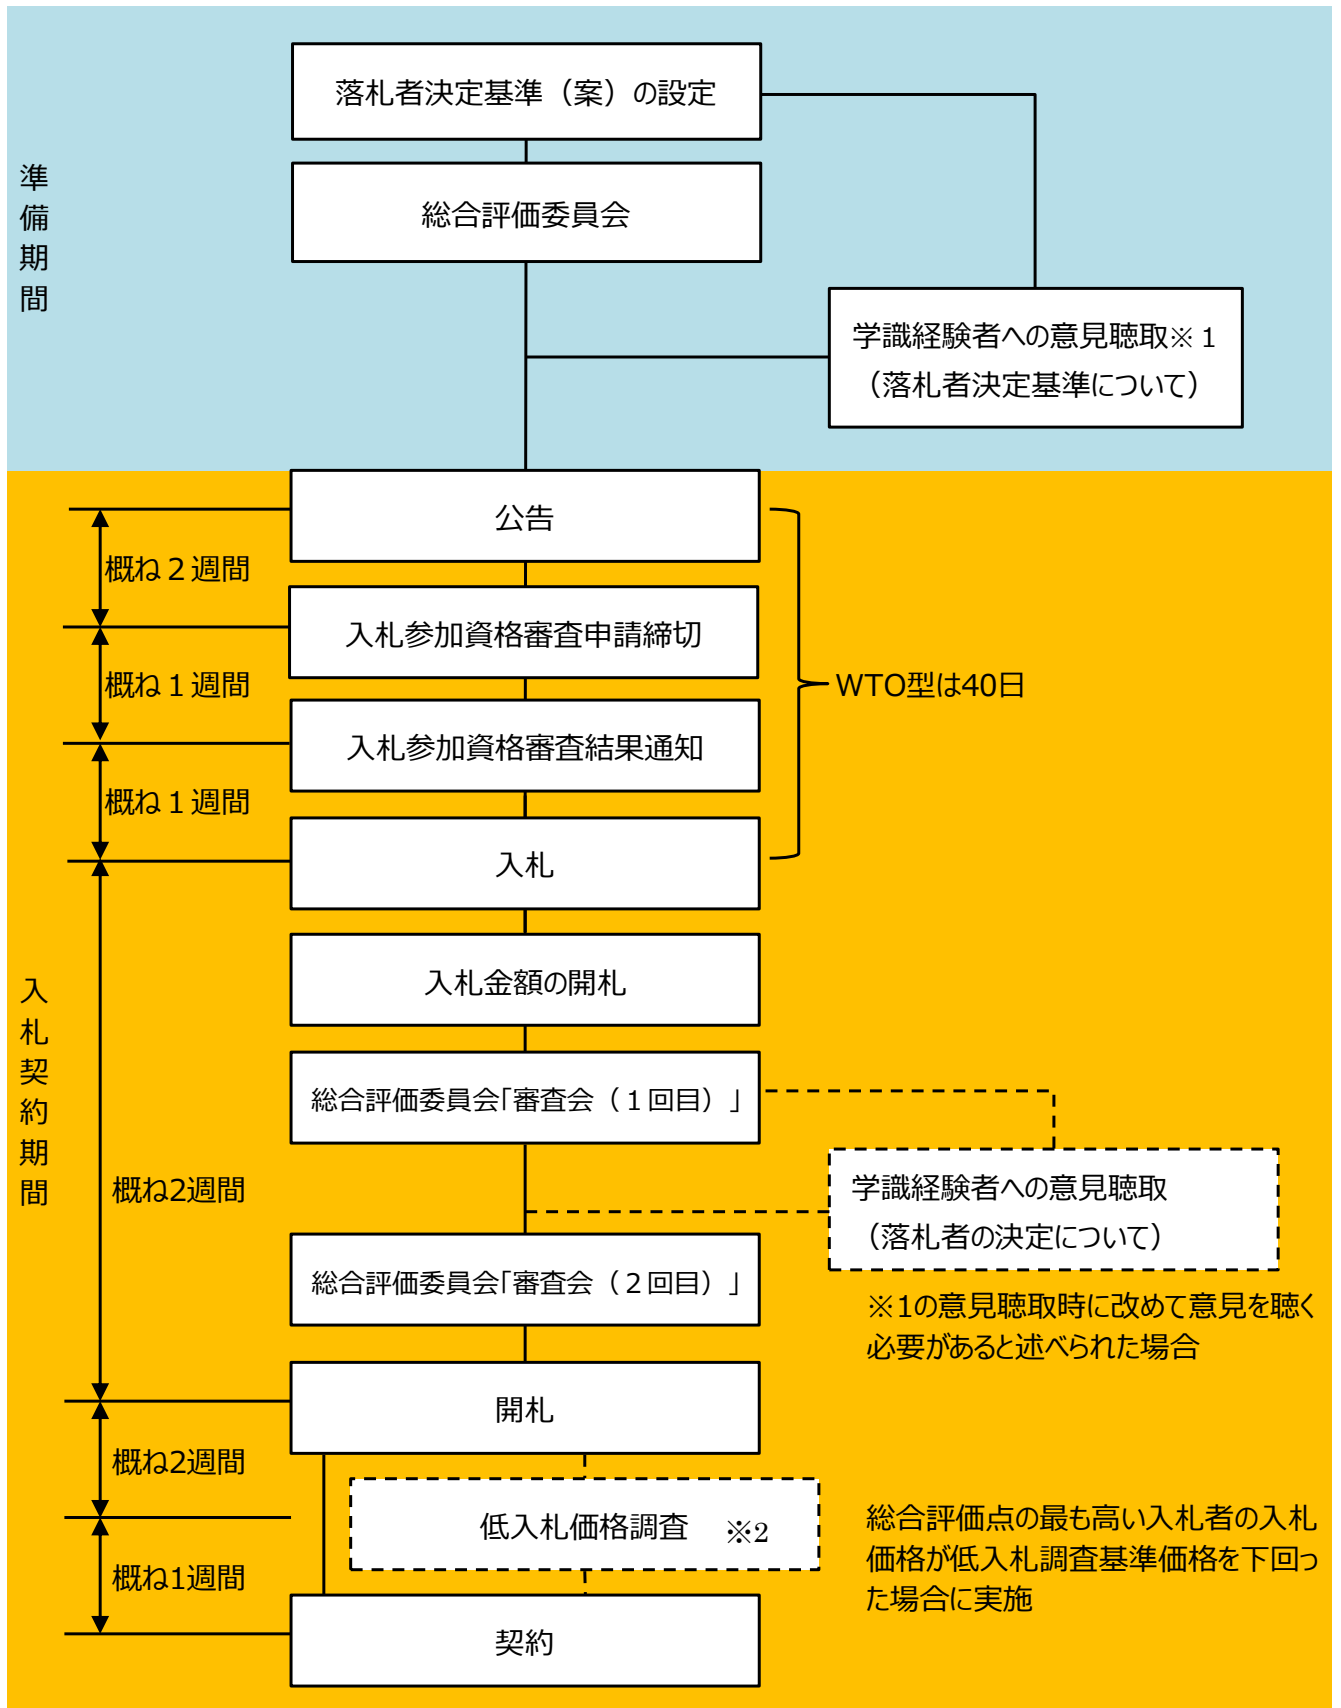 準備期間
落札者決定基準（案）の設定
総合評価委員会
学識経験者への意見聴取※１
（落札者決定基準について）
入札契約期間
公告
概ね２週間
入札参加資格審査申請締切
概ね１週間
WTO型は40日
入札参加資格審査結果通知
概ね１週間
入札
入札金額の開札
総合評価委員会「審査会（１回目）」
概ね2週間
学識経験者への意見聴取
（落札者の決定について）
総合評価委員会「審査会（２回目）」
※1の意見聴取時に改めて意見を聴く
必要があると述べられた場合
開札
概ね2週間
低入札価格調査 ※2
総合評価点の最も高い入札者の入札
価格が低入札調査基準価格を下回っ
た場合に実施
概ね1週間
契約